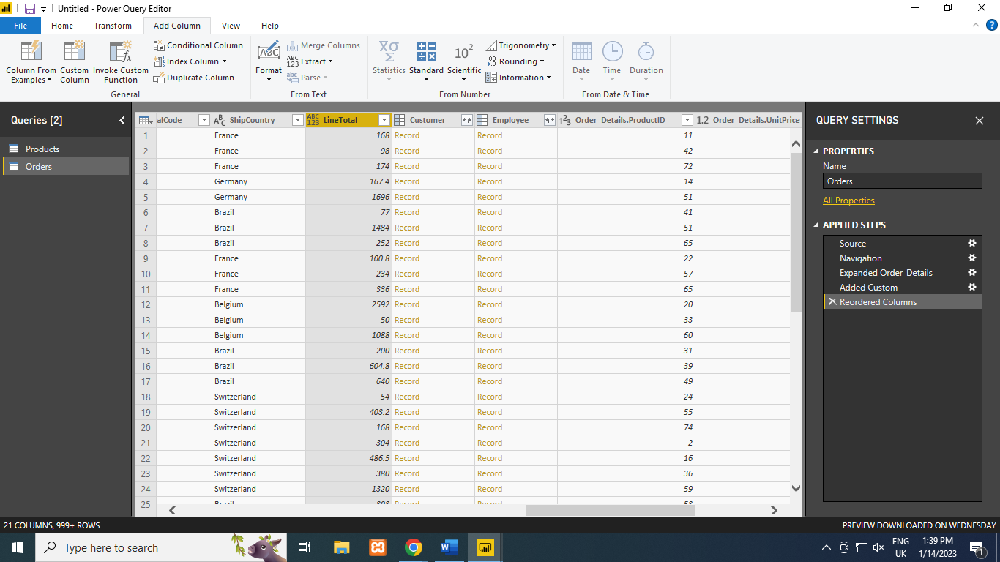 Untitled - Power Query Editor
File Home Transform Add Column View Help
Column From Examples
Custom Column
Invoke Custom Function
Conditional Column
Index Column
Duplicate Column
General
Format
Merge Columns
ABC 123 Extract
abc Parse
From Text
Statistics
Standard
Scientific
Trigonometry
Rounding
Information
From Number
Date
Time
Duration
From Date & Time
Queries [2]
Products
Orders
alCode ShipCountry LineTotal Customer Employee Order_Details.ProductID 1.2 Order_Details.UnitPrice
1 France 168 Record Record 11
2 France 98 Record Record 42
3 France 174 Record Record 72
4 Germany 167.4 Record Record 14
5 Germany 1696 Record Record 51
6 Brazil 77 Record Record 41
7 Brazil 1484 Record Record 51
8 Brazil 252 Record Record 65
9 France 100.8 Record Record 22
10 France 234 Record Record 57
11 France 336 Record Record 65
12 Belgium 2592 Record Record 20
13 Belgium 50 Record Record 33
14 Belgium 1088 Record Record 60
15 Brazil 200 Record Record 31
16 Brazil 604.8 Record Record 39
17 Brazil 640 Record Record 49
18 Switzerland 54 Record Record 24
19 Switzerland 403.2 Record Record 55
20 Switzerland 168 Record Record 74
21 Switzerland 304 Record Record 2
22 Switzerland 486.5 Record Record 16
23 Switzerland 380 Record Record 36
24 Switzerland 1320 Record Record 59
25 Brazil Record Record
QUERY SETTINGS
PROPERTIES
Name
Orders
All Properties
APPLIED STEPS
Source
Navigation
Expanded Order_Details
Added Custom
Reordered Columns
21 COLUMNS, 999+ ROWS
PREVIEW DOWNLOADED ON WEDNESDAY
Type here to search
ENG
UK
1:39 PM
1/14/2023
1